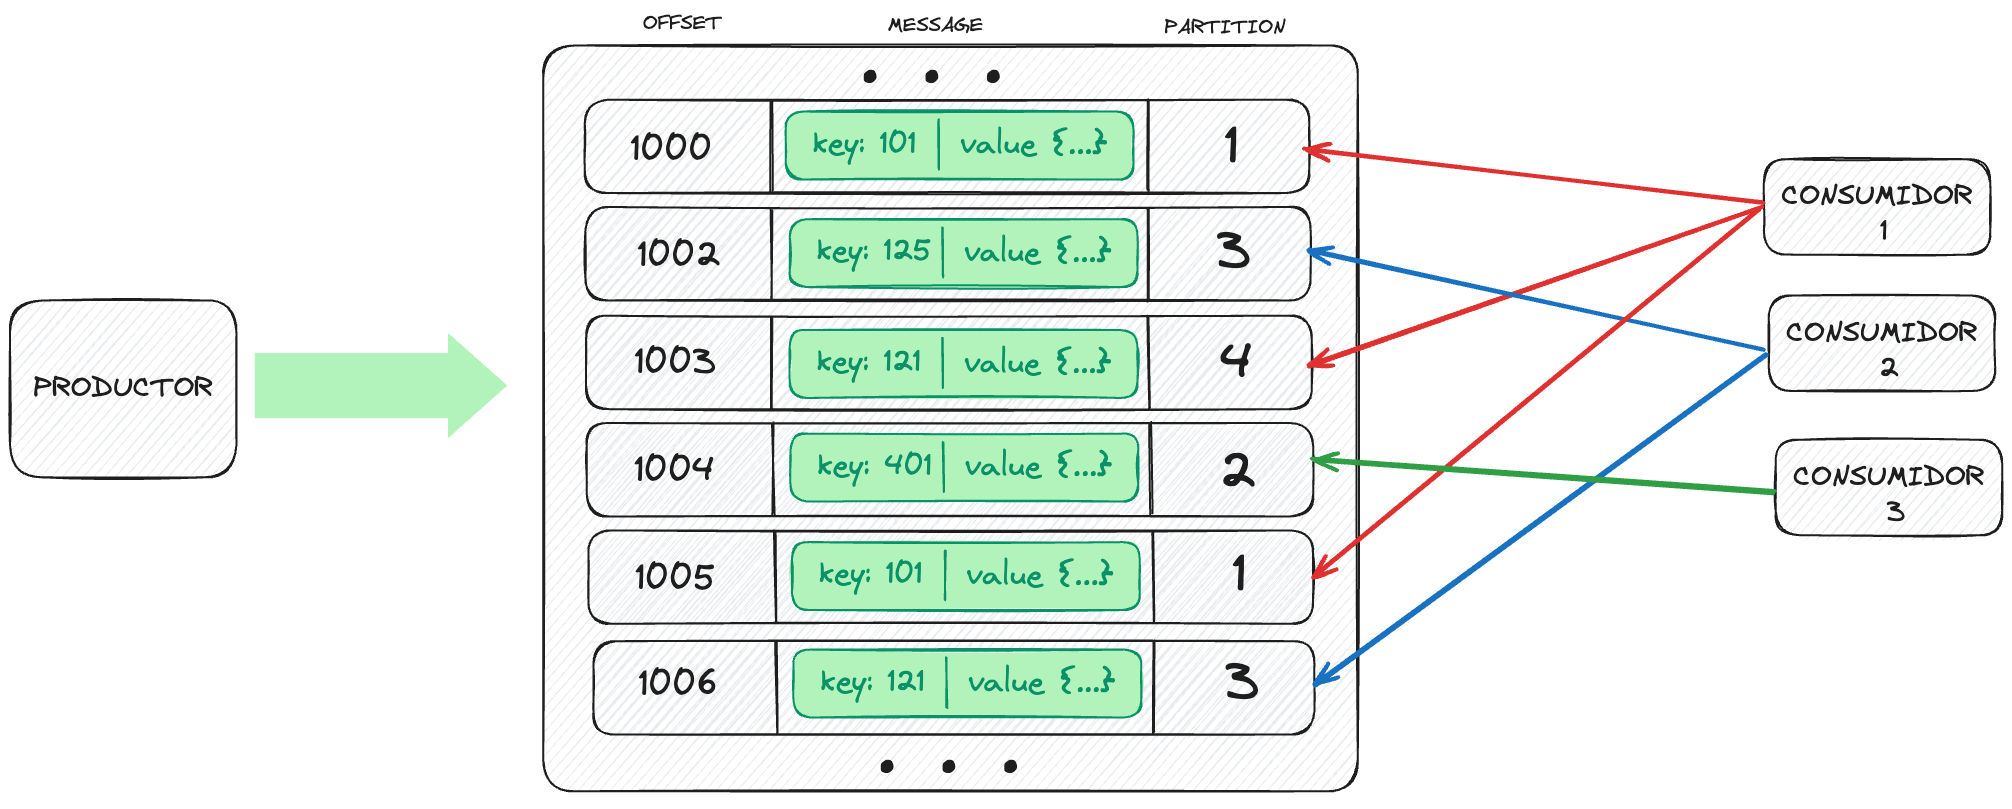 OFFSET MESSAGE PARTITION
• • •
1000 key: 101 | value {...} 1
1002 key: 125 | value {...} 3
1003 key: 121 | value {...} 4
1004 key: 401 | value {...} 2
1005 key: 101 | value {...} 1
1006 key: 121 | value {...} 3
• • •
PRODUCTOR
CONSUMIDOR
1
CONSUMIDOR
2
CONSUMIDOR
3